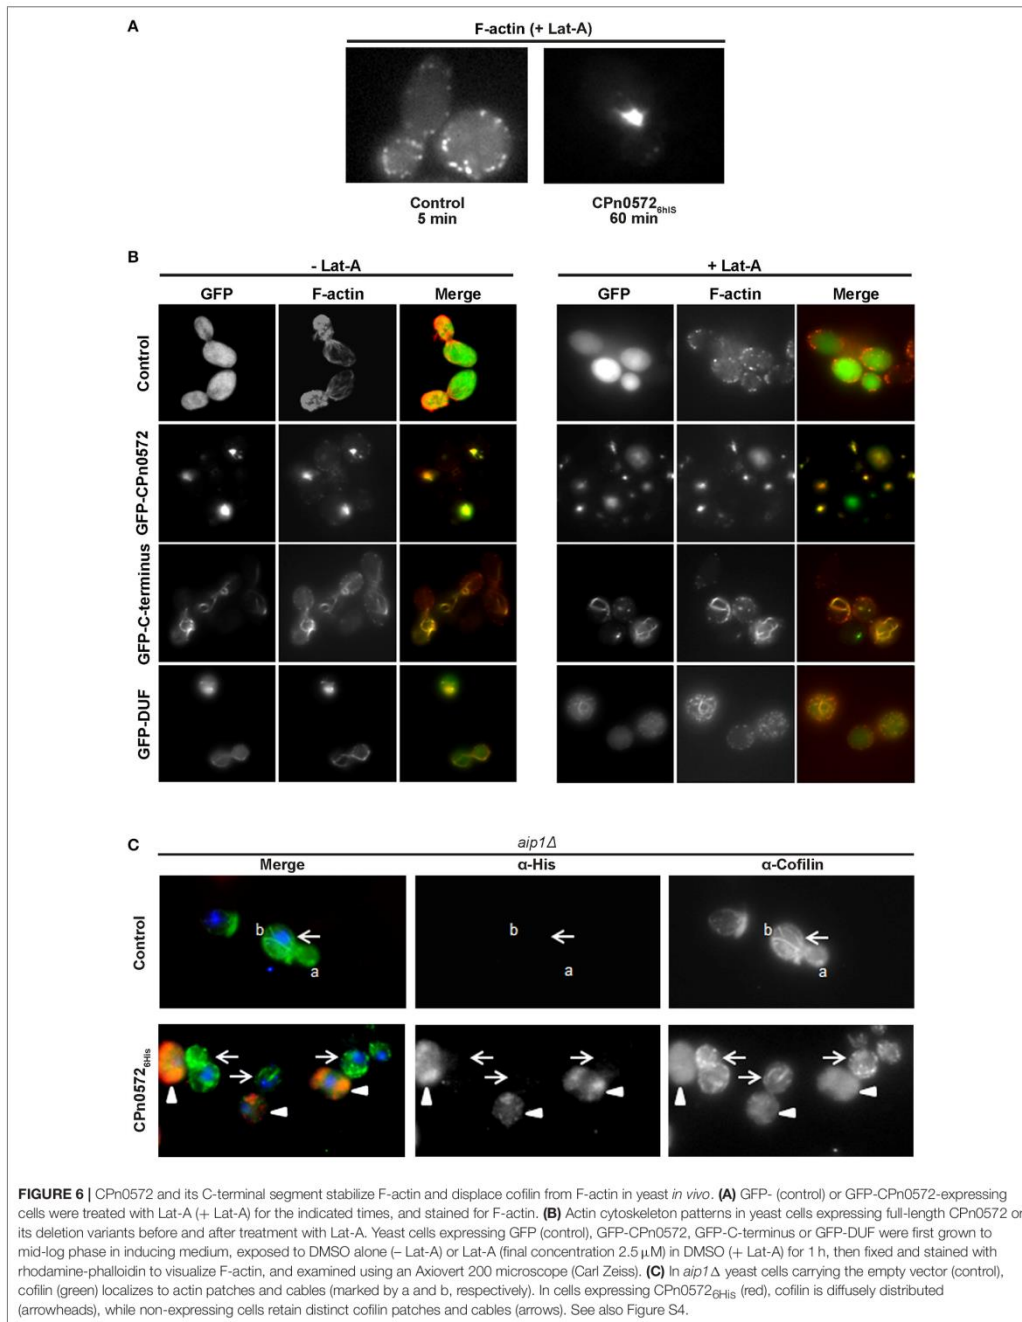 A
F-actin (+ Lat-A)
Control
5 min
CPn05726hiS
60 min
B
- Lat-A
+ Lat-A
GFP
F-actin
Merge
GFP
F-actin
Merge
Control
GFP-CPn0572
GFP-C-terminus
GFP-DUF
C
aip1Δ
Merge
α-His
α-Cofilin
Control
b
a
b
a
b
a
CPn05726His
FIGURE 6 | CPn0572 and its C-terminal segment stabilize F-actin and displace cofilin from F-actin in yeast in vivo. (A) GFP- (control) or GFP-CPn0572-expressing
cells were treated with Lat-A (+ Lat-A) for the indicated times, and stained for F-actin. (B) Actin cytoskeleton patterns in yeast cells expressing full-length CPn0572 or
its deletion variants before and after treatment with Lat-A. Yeast cells expressing GFP (control), GFP-CPn0572, GFP-C-terminus or GFP-DUF were first grown to
mid-log phase in inducing medium, exposed to DMSO alone (– Lat-A) or Lat-A (final concentration 2.5 μM) in DMSO (+ Lat-A) for 1 h, then fixed and stained with
rhodamine-phalloidin to visualize F-actin, and examined using an Axiovert 200 microscope (Carl Zeiss). (C) In aip1Δ yeast cells carrying the empty vector (control),
cofilin (green) localizes to actin patches and cables (marked by a and b, respectively). In cells expressing CPn05726His (red), cofilin is diffusely distributed
(arrowheads), while non-expressing cells retain distinct cofilin patches and cables (arrows). See also Figure S4.